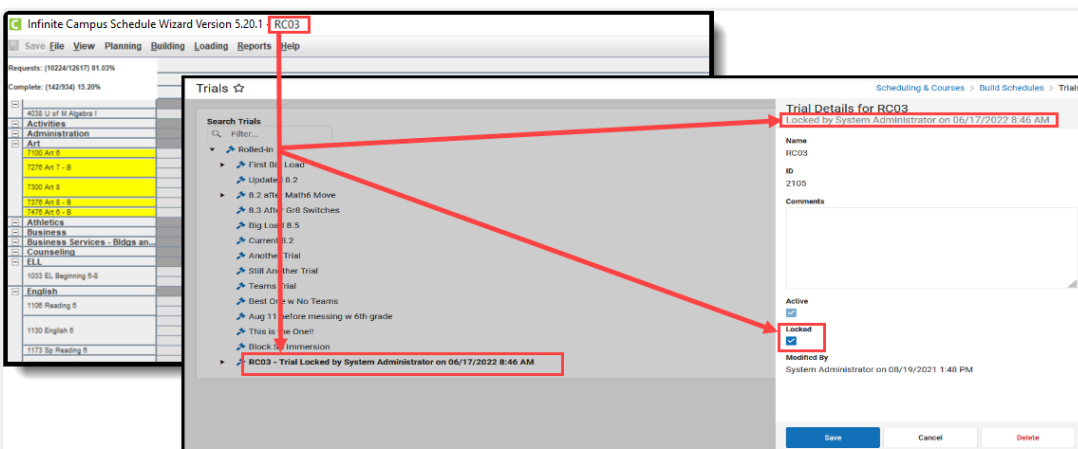 Infinite Campus Schedule Wizard Version 5.20.1 - RC03
Save File View Planning Building Loading Reports Help
Requests: (10224/12617) 81.03%
Complete: (142/934) 15.20%
4038 U of M Algebra I
Activities
Administration
Art
7100 Art 6
7276 Art 7 - B
7300 Art 8
7376 Art 8 - B
7476 Art 6 - B
Athletics
Business
Business Services - Bldgs an...
Counseling
ELL
1033 EL Beginning 6-8
English
1106 Reading 6
1130 English 6
1173 Sp Reading 6
Trials
Scheduling & Courses > Build Schedules > Trials
Search Trials
Filter...
Rolled-in
First Big Load
Updated 8.2
8.2 after Math6 Move
8.3 After Gr8 Switches
Big Load 8.5
Current 8.2
Another Trial
Still Another Trial
Teams Trial
Best One w No Teams
Aug 11 before messing w 6th grade
This is the One!!
Block Immersion
RC03 - Trial Locked by System Administrator on 06/17/2022 8:46 AM
Trial Details for RC03
Locked by System Administrator on 06/17/2022 8:46 AM
Name
RC03
ID
2105
Comments
Active
Locked
Modified By
System Administrator on 08/19/2021 1:48 PM
Save Cancel Delete